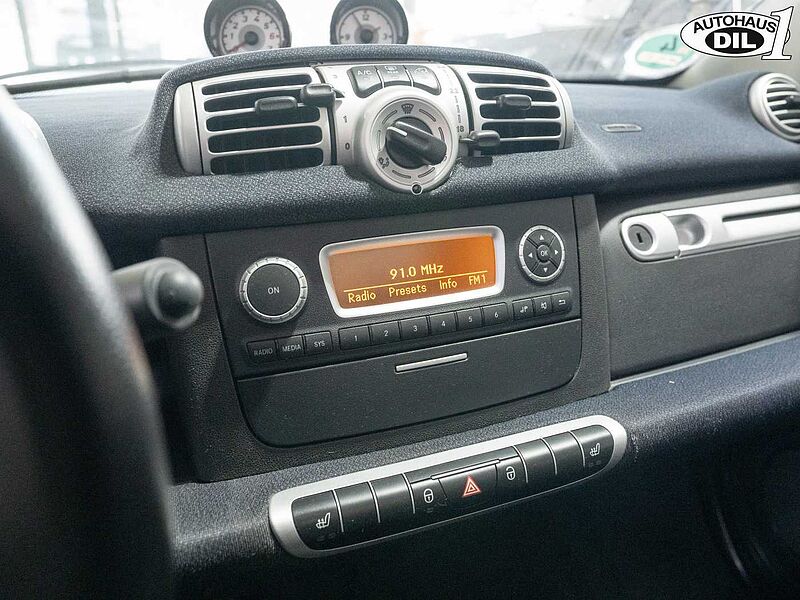 AUTOHAUS 1
DIL
A/C
91.0 MHz
Radio Presets Info FM1
ON
OK
RADIO MEDIA SYS 1 2 3 4 5 6